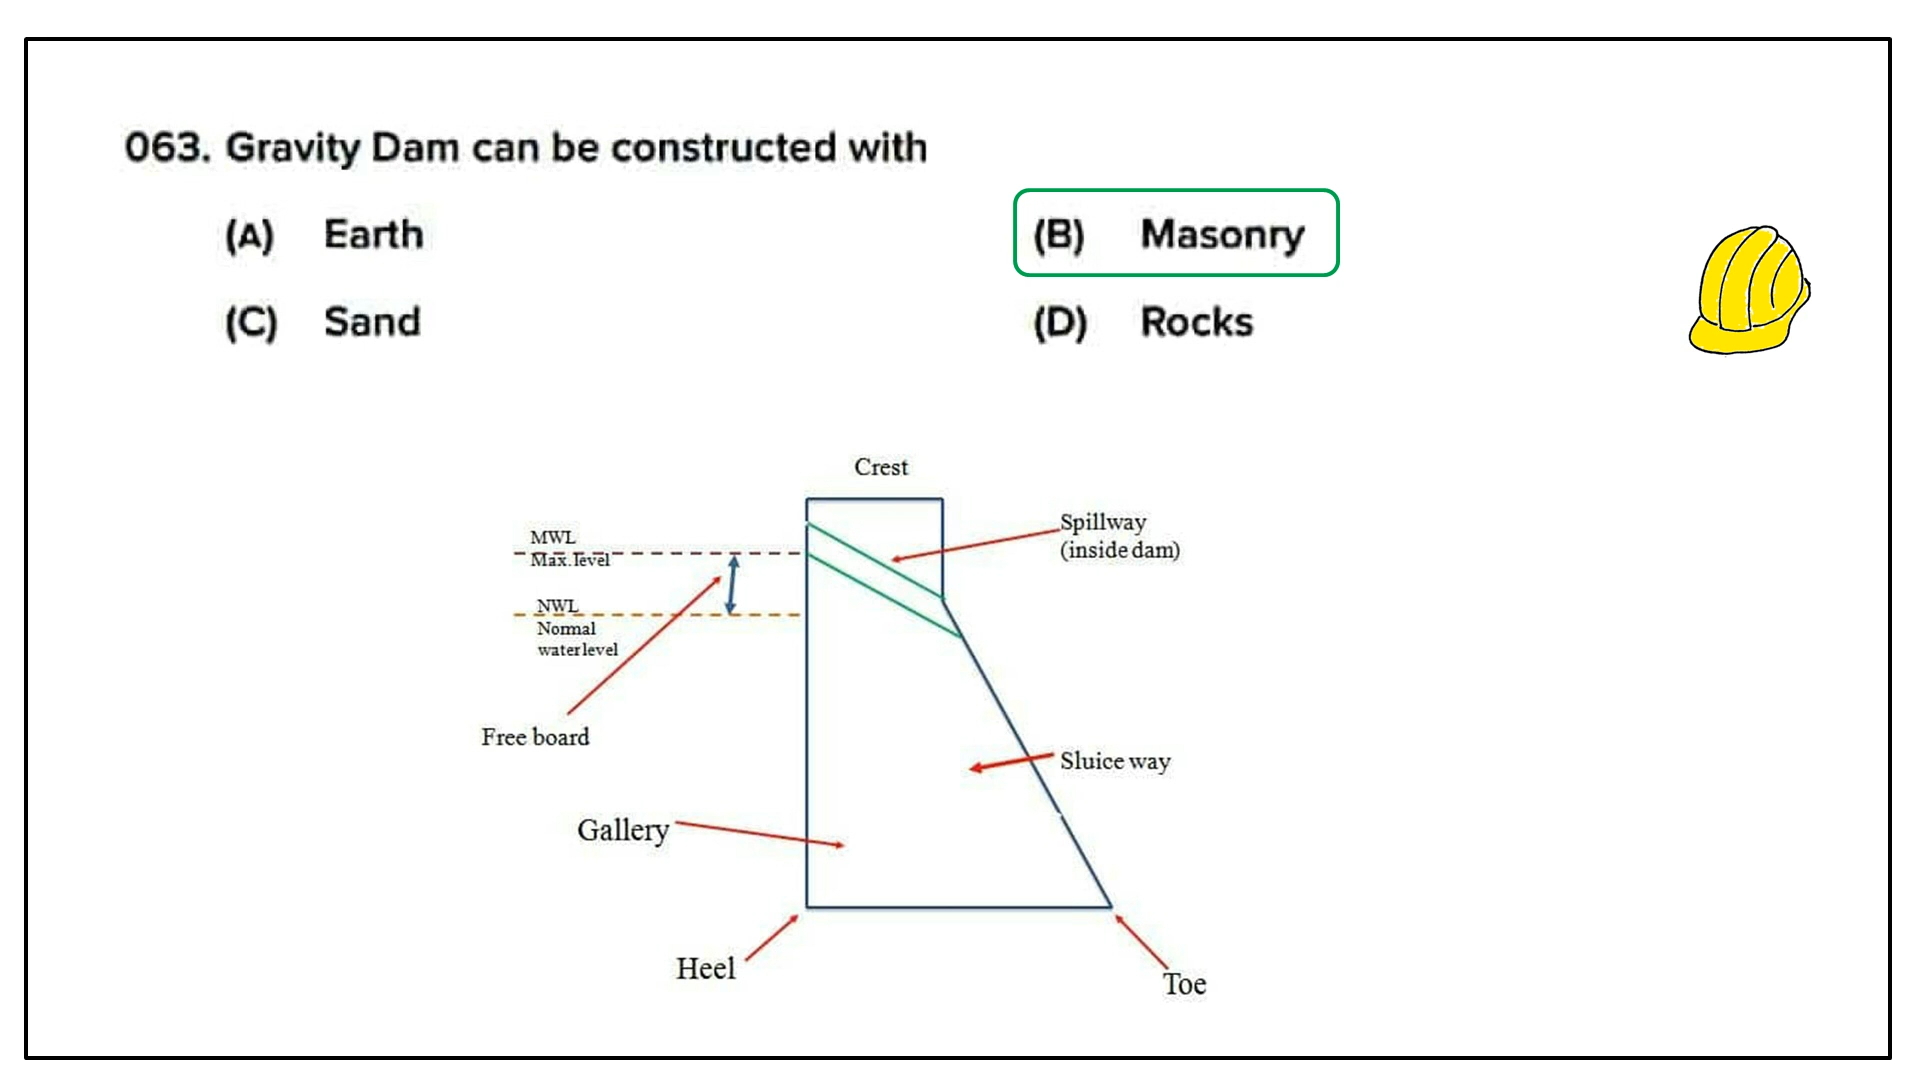 063. Gravity Dam can be constructed with
(A) Earth
(B) Masonry
(C) Sand
(D) Rocks
Crest
MWL
Max. level
Spillway
(inside dam)
NWL
Normal
water level
Free board
Sluice way
Gallery
Heel
Toe